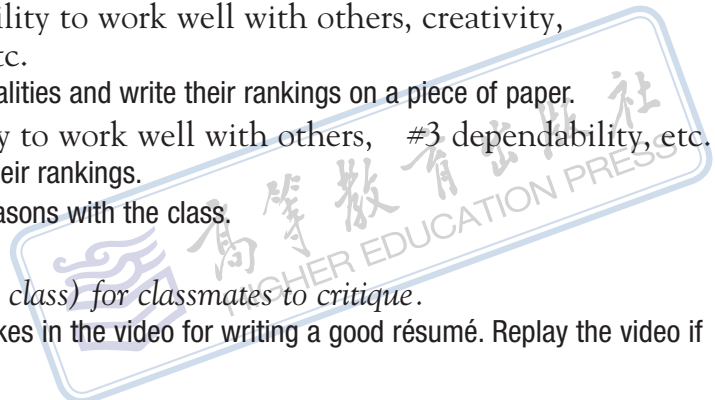 ility to work well with others, creativity,
tc.
alities and write their rankings on a piece of paper.
y to work well with others, #3 dependability, etc.
eir rankings.
asons with the class.
class) for classmates to critique.
kes in the video for writing a good résumé. Replay the video if
高等教育出版社
HIGHER EDUCATION PRESS